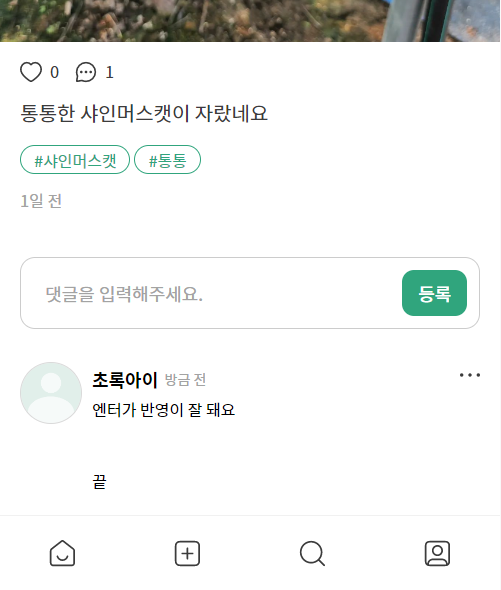 0 1
통통한 샤인머스캣이 자랐네요
#샤인머스캣 #통통
1일 전
댓글을 입력해주세요. 등록
초록아이 방금 전
엔터가 반영이 잘 돼요
끝